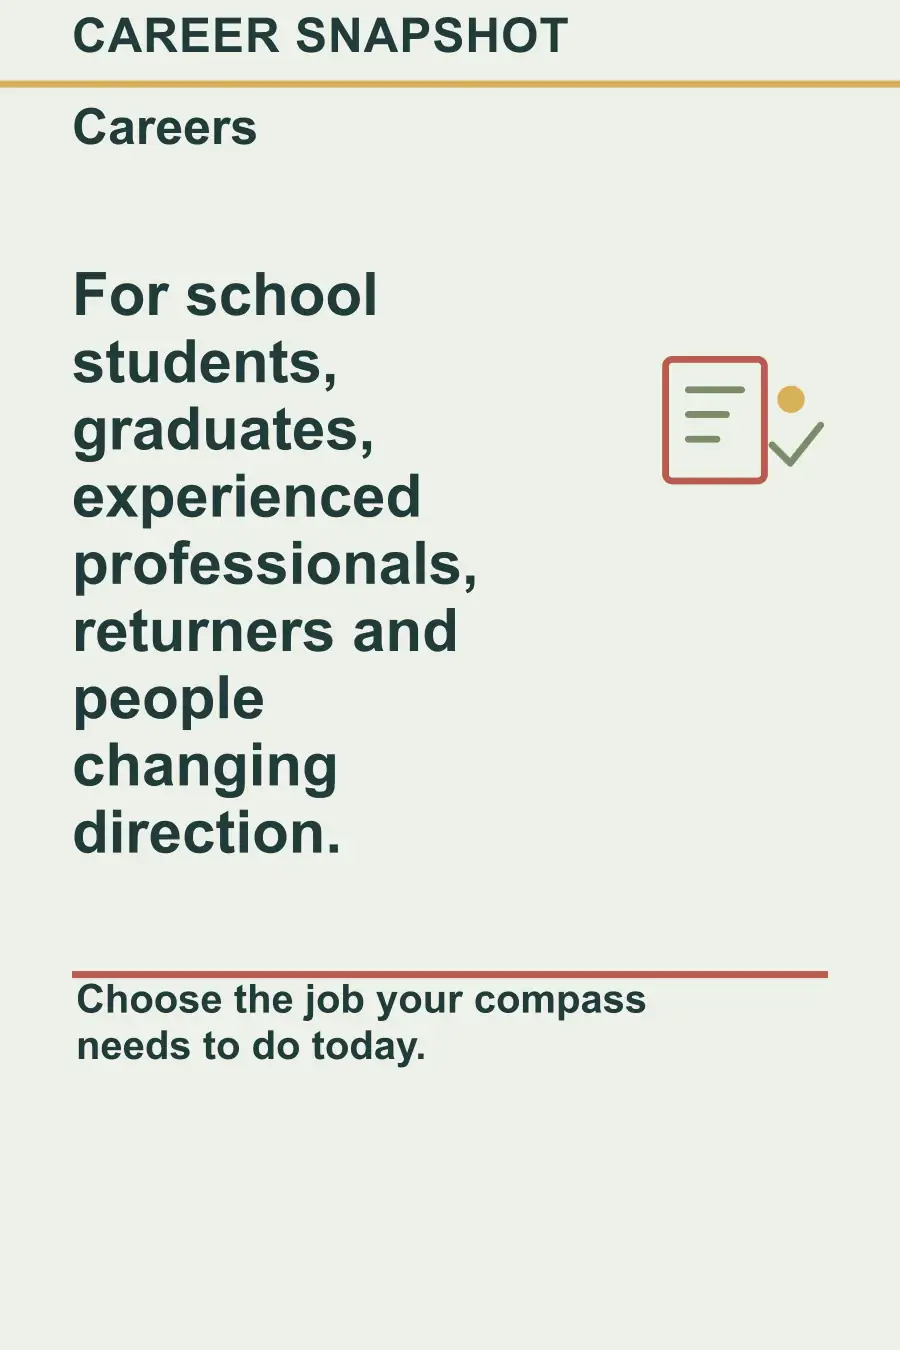 CAREER SNAPSHOT
Careers
For school
students,
graduates,
experienced
professionals,
returners and
people
changing
direction.
Choose the job your compass
needs to do today.